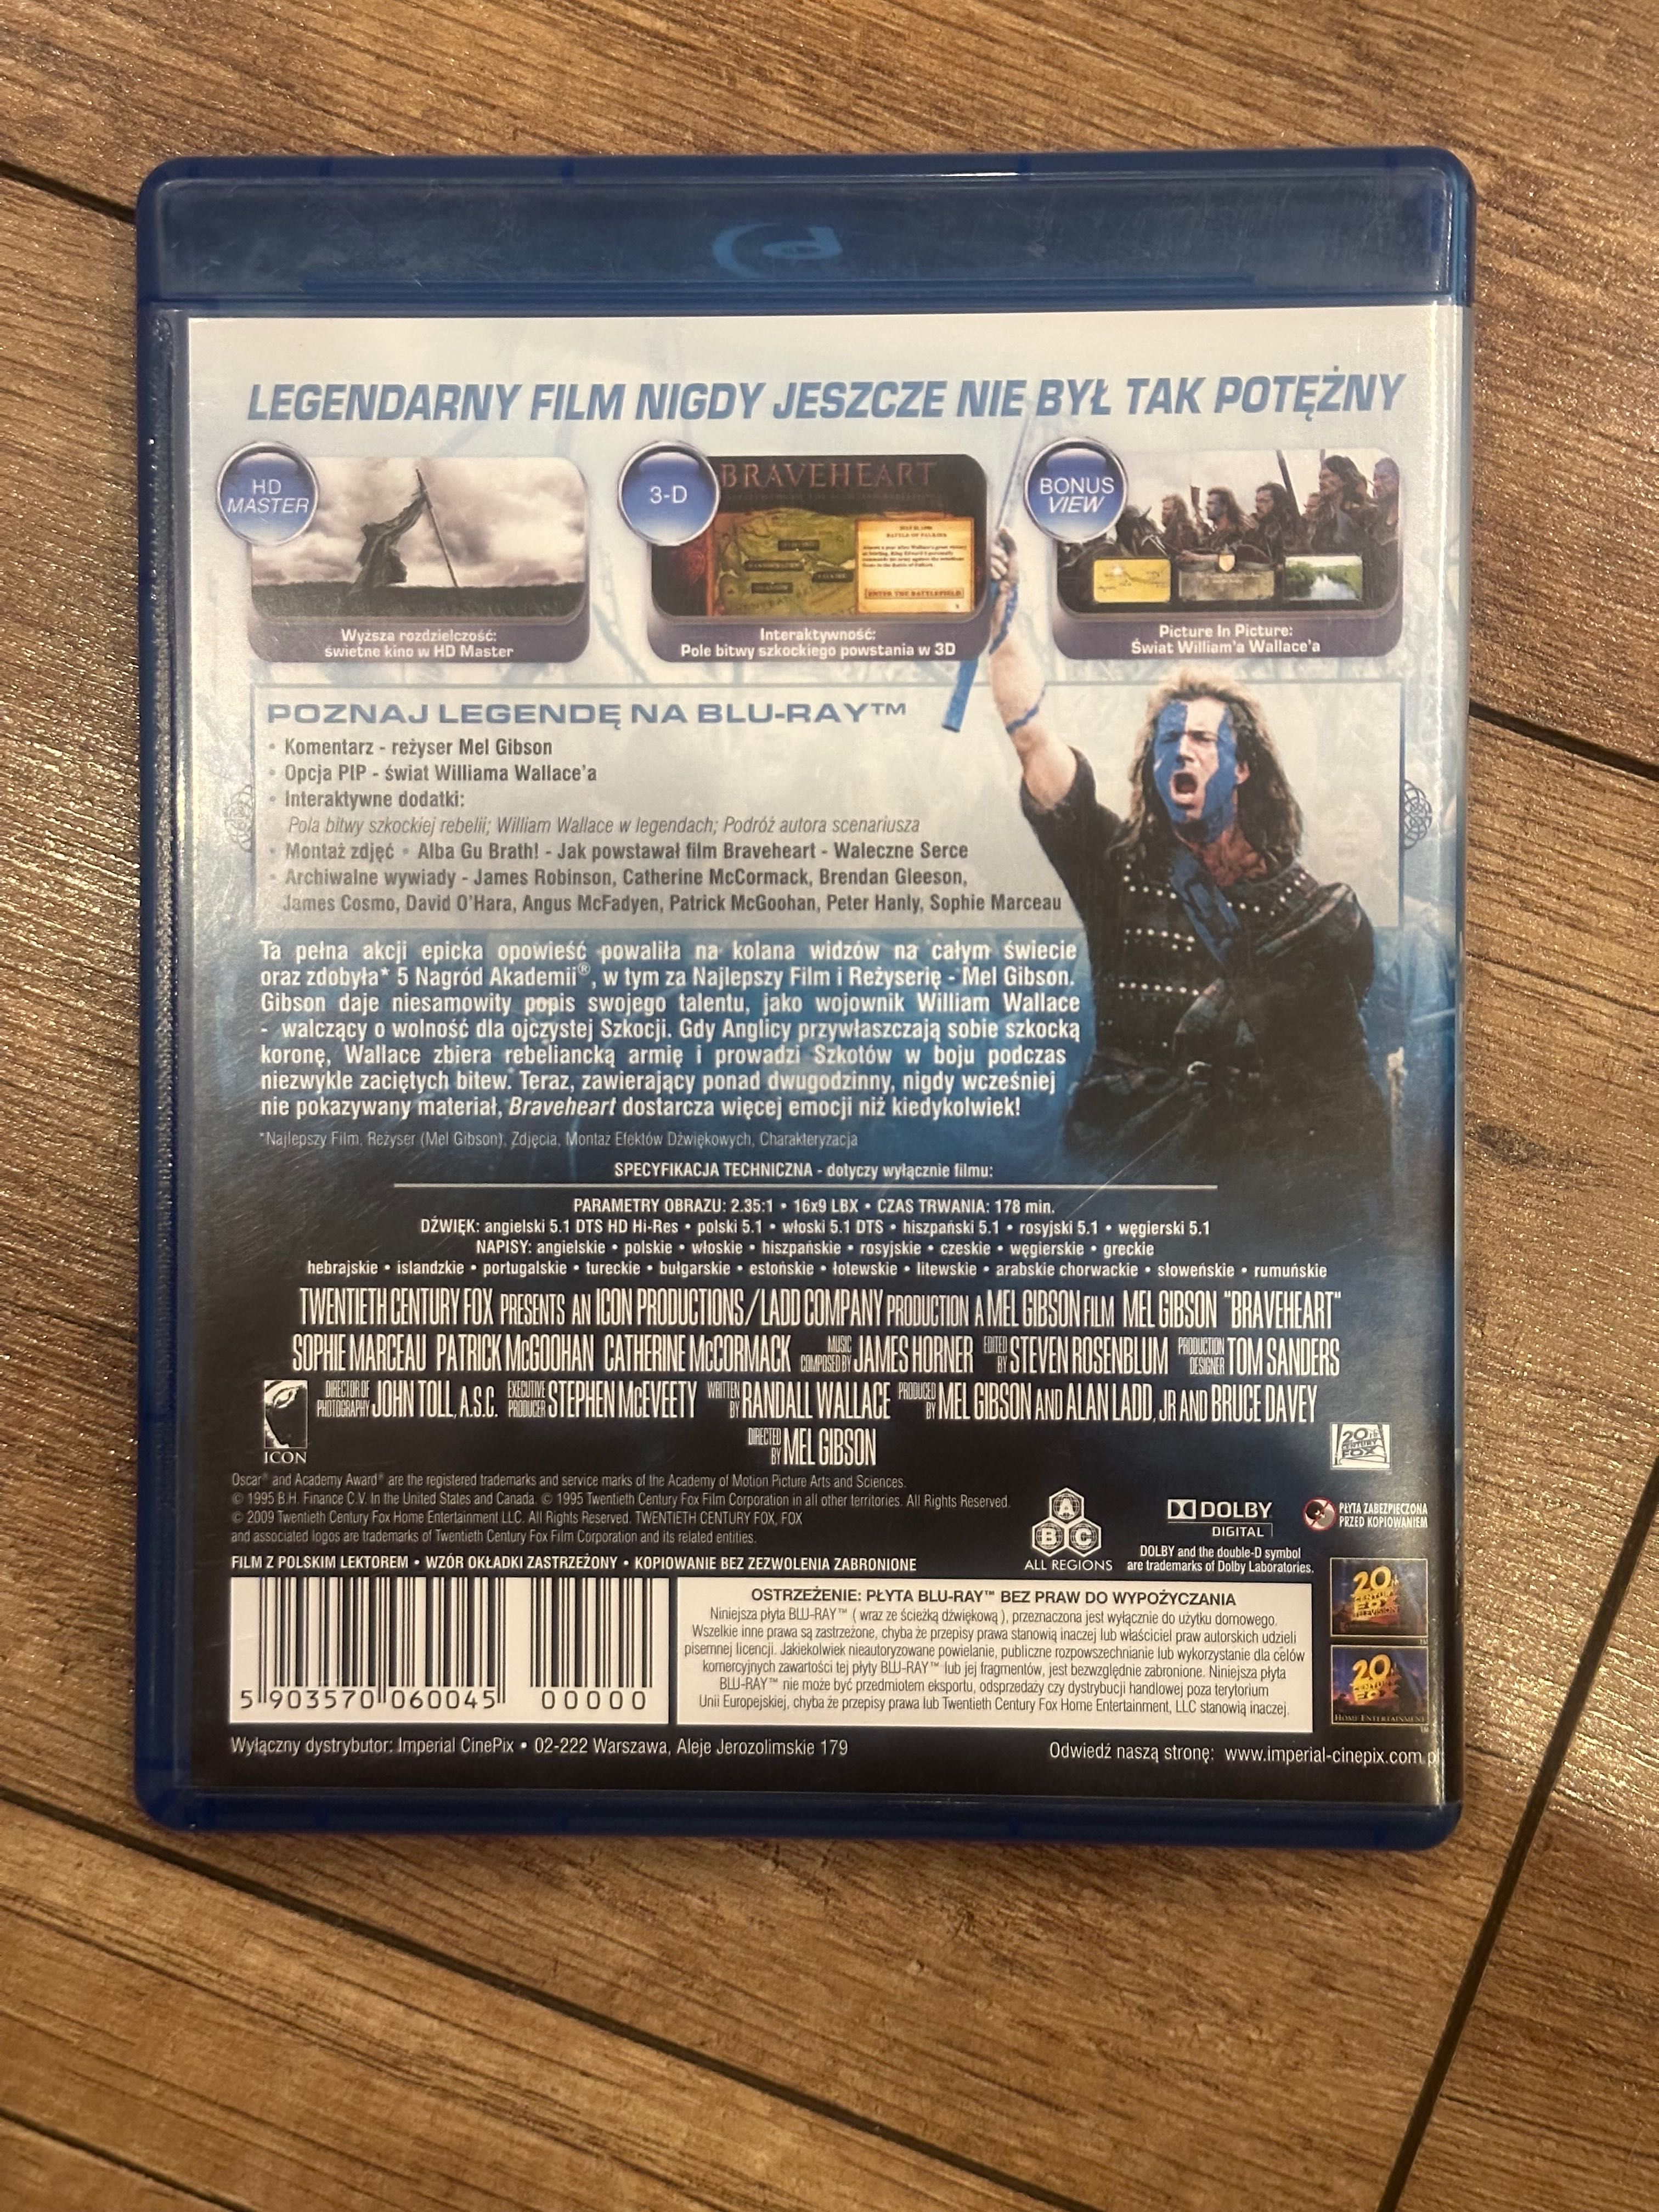 LEGENDARNY FILM NIGDY JESZCZE NIE BYŁ TAK POTĘŻNY
HD MASTER
Wyższa rozdzielczość:
świetne kino w HD Master
3-D
BRAVEHEART
BATTLE OF FALKIRK
ENTER THE BATTLEFIELD
Interaktywność:
Pole bitwy szkockiego powstania w 3D
BONUS VIEW
Picture In Picture:
Świat William'a Wallace'a
POZNAJ LEGENDĘ NA BLU-RAY™
• Komentarz - reżyser Mel Gibson
• Opcja PIP - świat Williama Wallace'a
• Interaktywne dodatki:
Pola bitwy szkockiej rebelii; William Wallace w legendach; Podróż autora scenariusza
• Montaż zdjęć • Alba Gu Brath! - Jak powstawał film Braveheart - Waleczne Serce
• Archiwalne wywiady - James Robinson, Catherine McCormack, Brendan Gleeson,
James Cosmo, David O'Hara, Angus McFadyen, Patrick McGoohan, Peter Hanly, Sophie Marceau
Ta pełna akcji epicka opowieść powaliła na kolana widzów na całym świecie
oraz zdobyła* 5 Nagród Akademii®, w tym za Najlepszy Film i Reżyserię - Mel Gibson.
Gibson daje niesamowity popis swojego talentu, jako wojownik William Wallace
- walczący o wolność dla ojczystej Szkocji. Gdy Anglicy przywłaszczają sobie szkocką
koronę, Wallace zbiera rebeliancką armię i prowadzi Szkotów w boju podczas
niezwykle zaciętych bitew. Teraz, zawierający ponad dwugodzinny, nigdy wcześniej
nie pokazywany materiał, Braveheart dostarcza więcej emocji niż kiedykolwiek!
*Najlepszy Film, Reżyser (Mel Gibson), Zdjęcia, Montaż Efektów Dźwiękowych, Charakteryzacja
SPECYFIKACJA TECHNICZNA - dotyczy wyłącznie filmu:
PARAMETRY OBRAZU: 2.35:1 • 16x9 LBX • CZAS TRWANIA: 178 min.
DŹWIĘK: angielski 5.1 DTS HD Hi-Res • polski 5.1 • włoski 5.1 DTS • hiszpański 5.1 • rosyjski 5.1 • węgierski 5.1
NAPISY: angielskie • polskie • włoskie • hiszpańskie • rosyjskie • czeskie • węgierskie • greckie
hebrajskie • islandzkie • portugalskie • tureckie • bułgarskie • estońskie • łotewskie • litewskie • arabskie chorwackie • słoweńskie • rumuńskie
TWENTIETH CENTURY FOX PRESENTS AN ICON PRODUCTIONS/LADD COMPANY PRODUCTION A MEL GIBSON FILM MEL GIBSON "BRAVEHEART"
SOPHIE MARCEAU PATRICK McGOOHAN CATHERINE McCORMACK MUSIC COMPOSED BY JAMES HORNER EDITED BY STEVEN ROSENBLUM PRODUCTION DESIGNER TOM SANDERS
DIRECTOR OF PHOTOGRAPHY JOHN TOLL, A.S.C. EXECUTIVE PRODUCER STEPHEN McEVEETY WRITTEN BY RANDALL WALLACE PRODUCED BY MEL GIBSON AND ALAN LADD, JR AND BRUCE DAVEY
DIRECTED BY MEL GIBSON
ICON
20th CENTURY FOX
Oscar® and Academy Award® are the registered trademarks and service marks of the Academy of Motion Picture Arts and Sciences.
© 1995 B.H. Finance C.V. In the United States and Canada. © 1995 Twentieth Century Fox Film Corporation in all other territories. All Rights Reserved.
© 2009 Twentieth Century Fox Home Entertainment LLC. All Rights Reserved. TWENTIETH CENTURY FOX, FOX
and associated logos are trademarks of Twentieth Century Fox Film Corporation and its related entities.
A B C
ALL REGIONS
DOLBY
DIGITAL
DOLBY and the double-D symbol
are trademarks of Dolby Laboratories.
PŁYTA ZABEZPIECZONA
PRZED KOPIOWANIEM
FILM Z POLSKIM LEKTOREM • WZÓR OKŁADKI ZASTRZEŻONY • KOPIOWANIE BEZ ZEZWOLENIA ZABRONIONE
5 903570 060045 00000
OSTRZEŻENIE: PŁYTA BLU-RAY™ BEZ PRAW DO WYPOŻYCZANIA
Niniejsza płyta BLU-RAY™ ( wraz ze ścieżką dźwiękową ), przeznaczona jest wyłącznie do użytku domowego.
Wszelkie inne prawa są zastrzeżone, chyba że przepisy prawa stanowią inaczej lub właściciel praw autorskich udzieli
pisemnej licencji. Jakiekolwiek nieautoryzowane powielanie, publiczne rozpowszechnianie lub wykorzystanie dla celów
komercyjnych zawartości tej płyty BLU-RAY™ lub jej fragmentów, jest bezwzględnie zabronione. Niniejsza płyta
BLU-RAY™ nie może być przedmiotem eksportu, odsprzedaży czy dystrybucji handlowej poza terytorium
Unii Europejskiej, chyba że przepisy prawa lub Twentieth Century Fox Home Entertainment, LLC stanowią inaczej.
20th CENTURY FOX TELEVISION
20th CENTURY FOX
HOME ENTERTAINMENT
Wyłączny dystrybutor: Imperial CinePix • 02-222 Warszawa, Aleje Jerozolimskie 179
Odwiedź naszą stronę: www.imperial-cinepix.com.pl